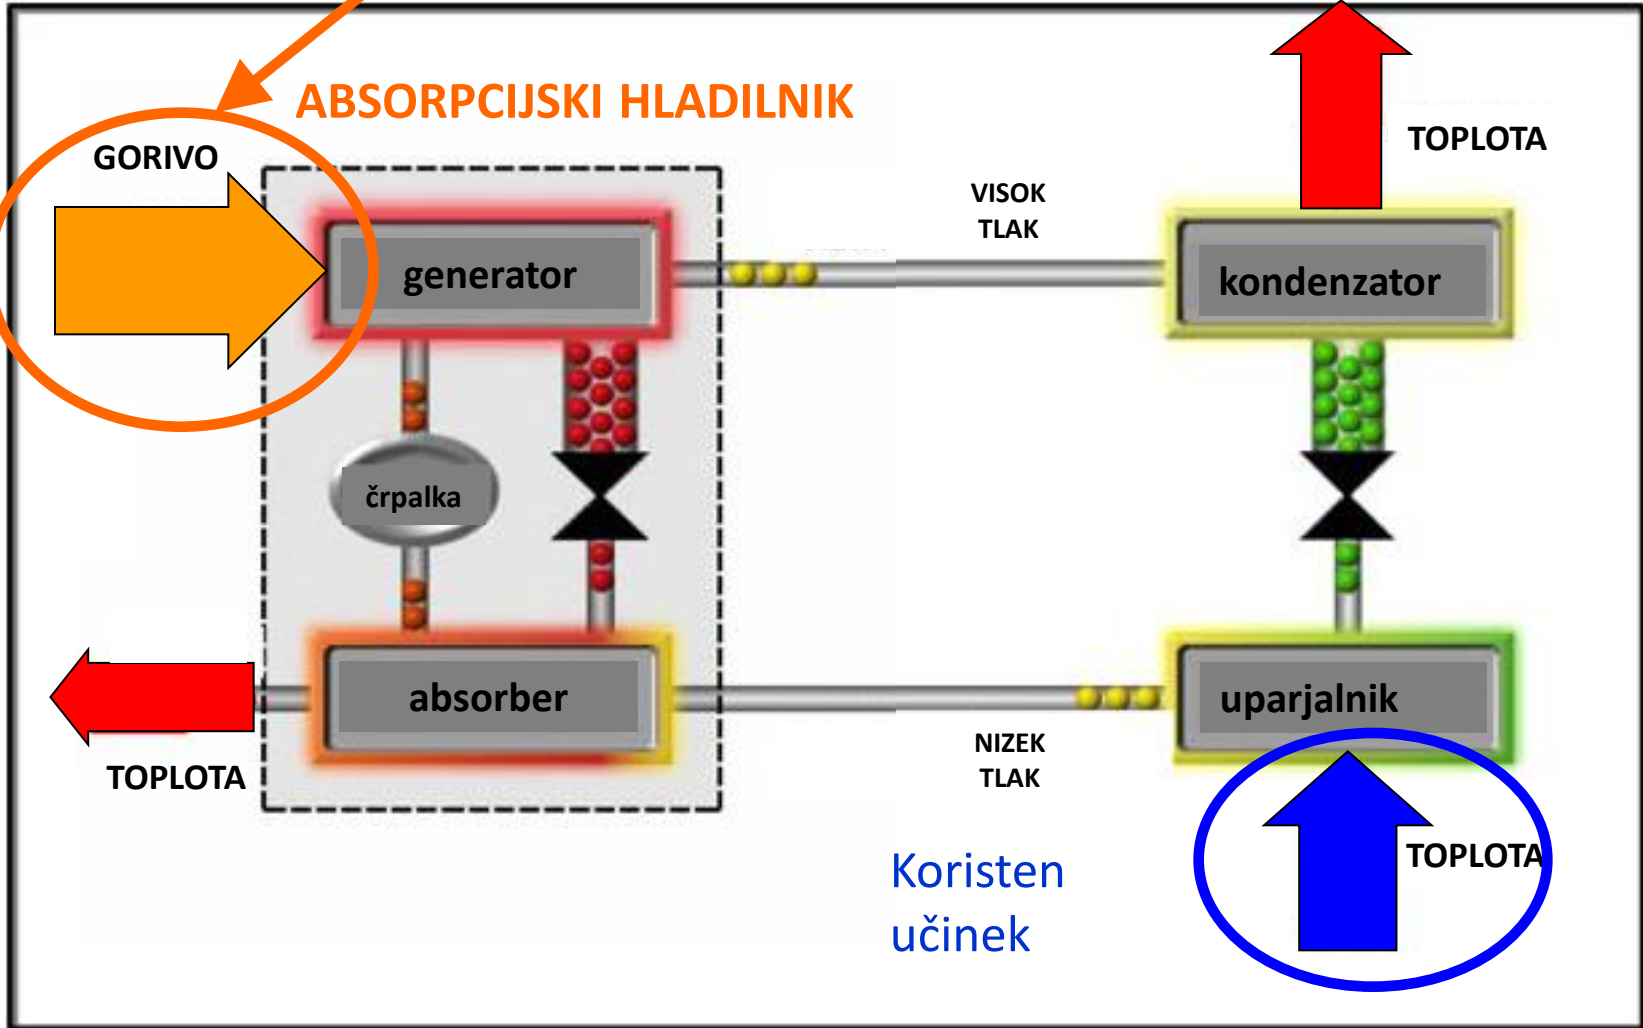 ABSORPCIJSKI HLADILNIK
GORIVO
TOPLOTA
VISOK
TLAK
generator
kondenzator
črpalka
absorber
uparjalnik
NIZEK
TLAK
TOPLOTA
TOPLOTA
Koristen
učinek